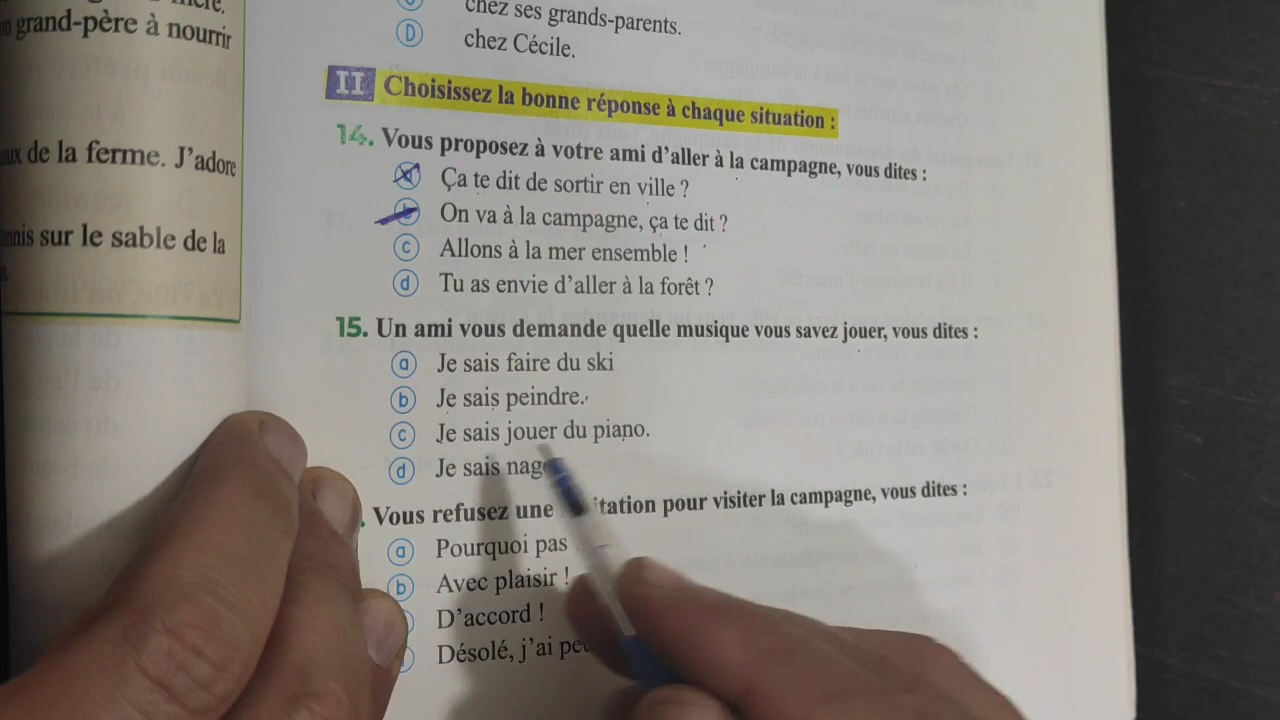 grand-père à nourrir
de la ferme. J'adore
sur le sable de la
chez ses grands-parents.
D chez Cécile.
II Choisissez la bonne réponse à chaque situation :
14. Vous proposez à votre ami d'aller à la campagne, vous dites :
a Ça te dit de sortir en ville ?
b On va à la campagne, ça te dit ?
c Allons à la mer ensemble !
d Tu as envie d'aller à la forêt ?
15. Un ami vous demande quelle musique vous savez jouer, vous dites :
a Je sais faire du ski
b Je sais peindre.
c Je sais jouer du piano.
d Je sais
Vous refusez une pour visiter la campagne, vous dites :
a Pourquoi pas
b Avec plaisir !
D'accord !
Désolé, j'ai